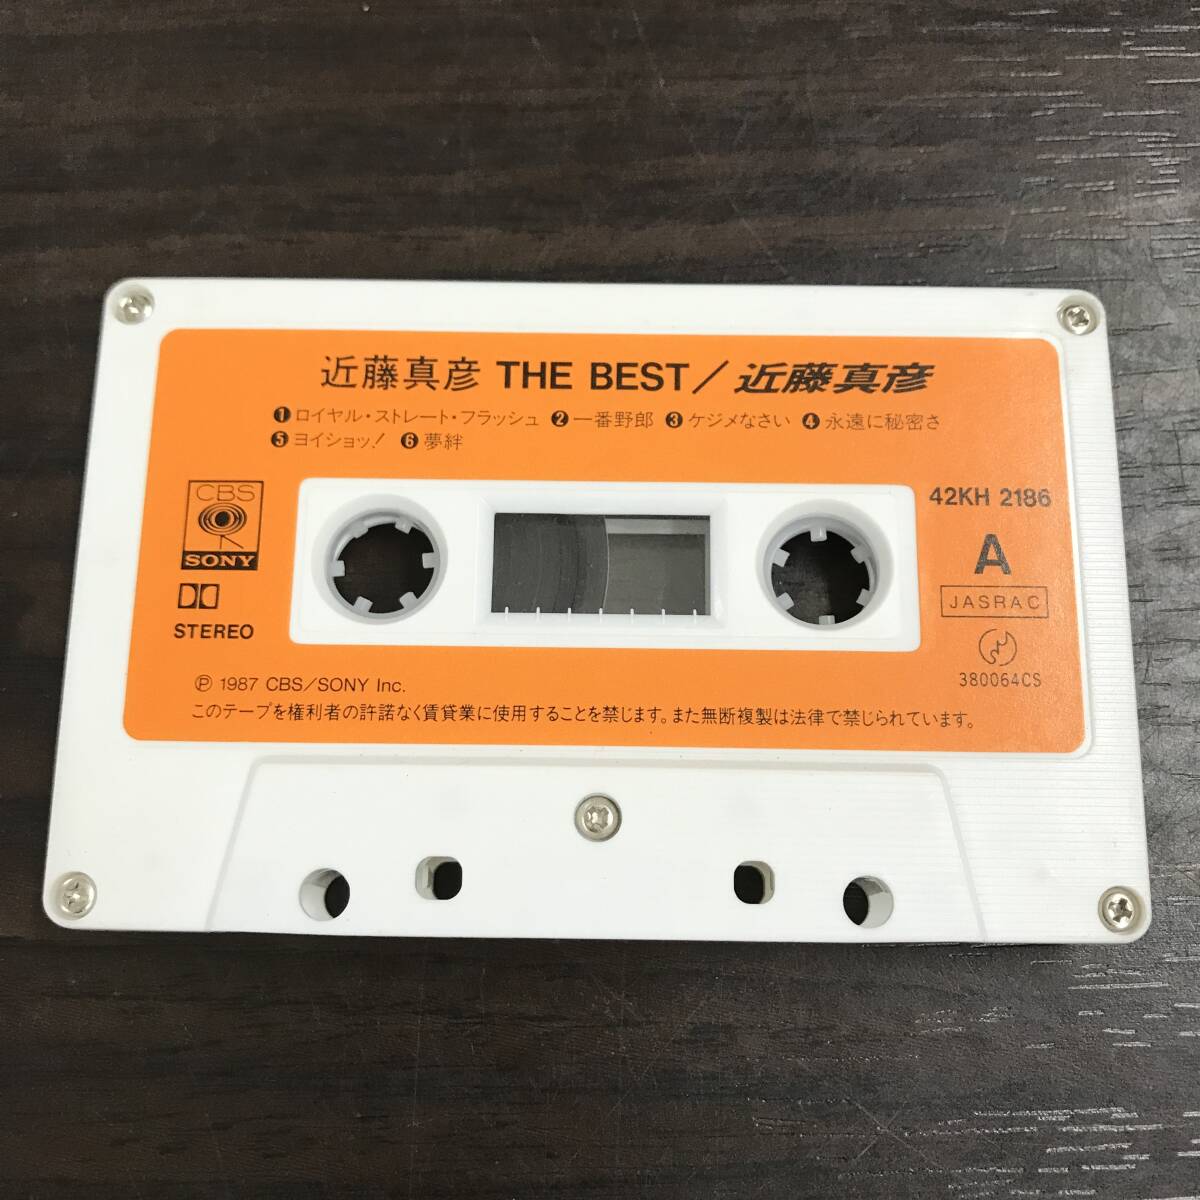 近藤真彦 THE BEST／近藤真彦
❶ロイヤル・ストレート・フラッシュ ❷一番野郎 ❸ケジメなさい ❹永遠に秘密さ
❺ヨイショッ！ ❻夢絆
CBS
SONY
STEREO
42KH 2186
A
JASRAC
380064CS
Ⓟ 1987 CBS/SONY Inc.
このテープを権利者の許諾なく賃貸業に使用することを禁じます。また無断複製は法律で禁じられています。